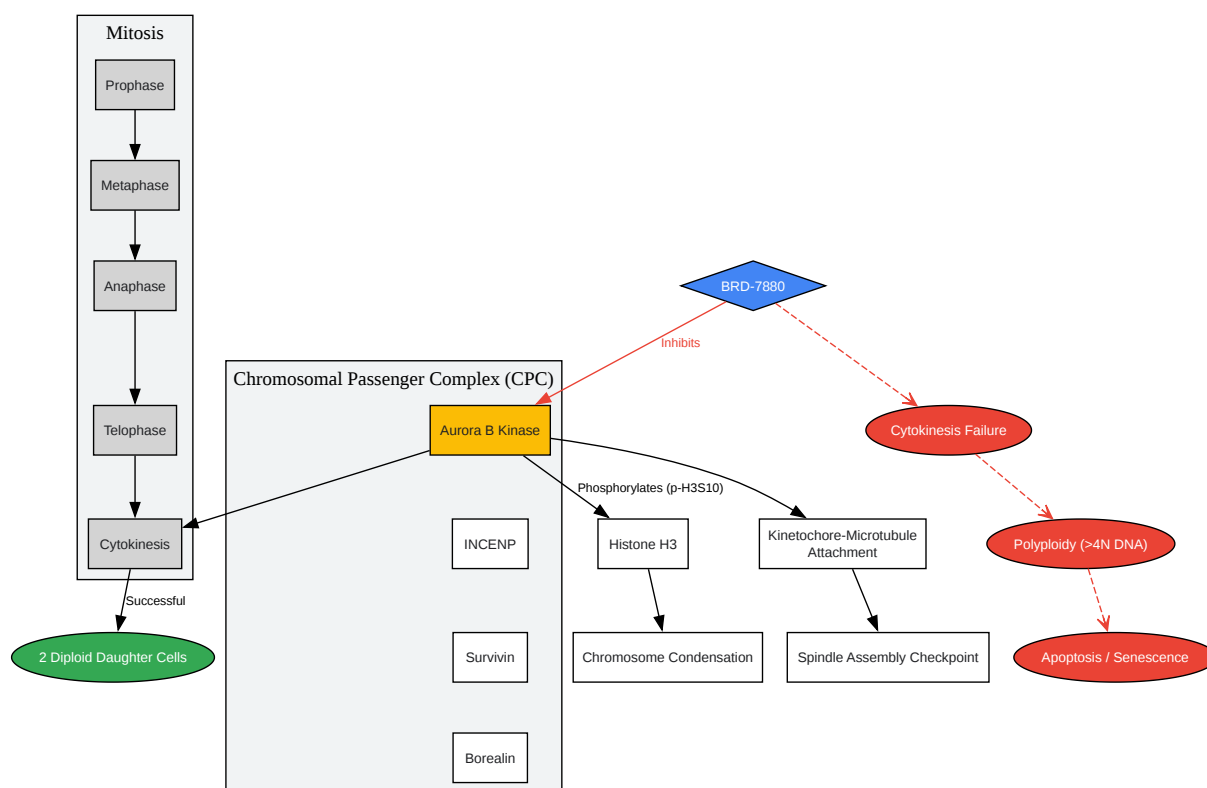 Mitosis
Prophase
Metaphase
Anaphase
BRD-7880
Inhibits
Chromosomal Passenger Complex (CPC)
Telophase
Aurora B Kinase
Cytokinesis Failure
Phosphorylates (p-H3S10)
Cytokinesis
INCENP
Histone H3
Kinetochore-Microtubule
Attachment
Polyploidy (>4N DNA)
Successful
2 Diploid Daughter Cells
Survivin
Chromosome Condensation
Spindle Assembly Checkpoint
Apoptosis / Senescence
Borealin